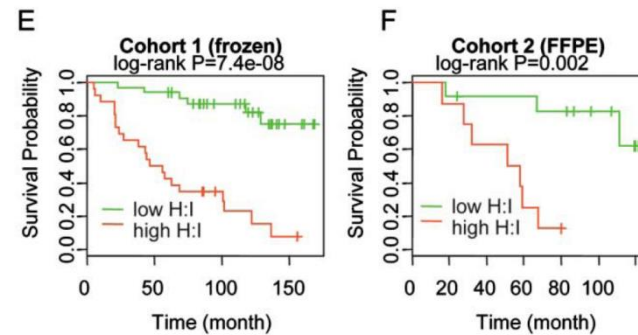 E
Cohort 1 (frozen)
log-rank P=7.4e-08
Survival Probability
0.0 0.2 0.4 0.6 0.8 1.0
low H:I
high H:I
0 50 100 150
Time (month)
F
Cohort 2 (FFPE)
log-rank P=0.002
Survival Probability
0.0 0.2 0.4 0.6 0.8 1.0
low H:I
high H:I
0 20 40 60 80 100
Time (month)